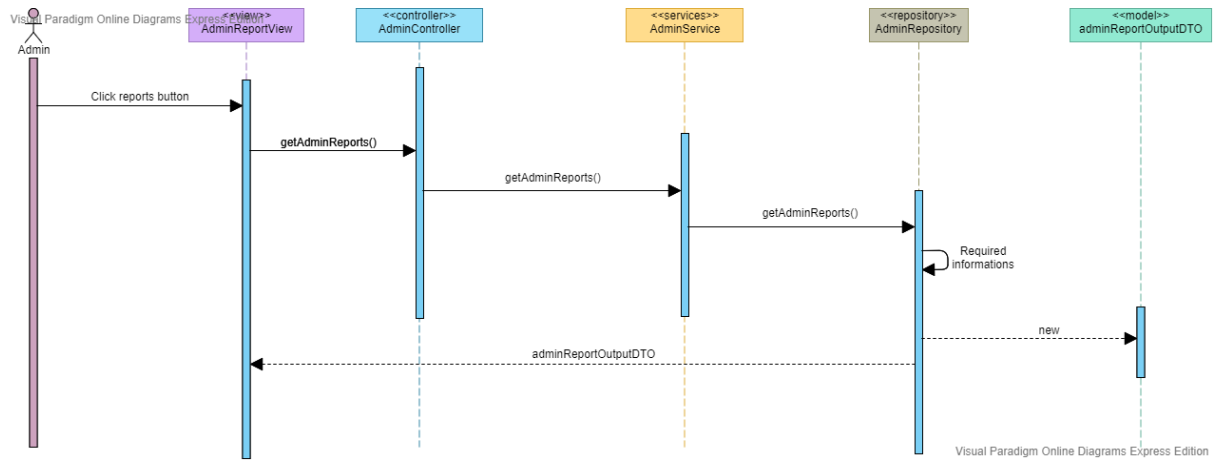 Visual Paradigm Online Diagrams Express Edition
Admin
<<view>>
AdminReportView
<<controller>>
AdminController
<<services>>
AdminService
<<repository>>
AdminRepository
<<model>>
adminReportOutputDTO
Click reports button
getAdminReports()
getAdminReports()
getAdminReports()
Required
informations
new
adminReportOutputDTO
Visual Paradigm Online Diagrams Express Edition